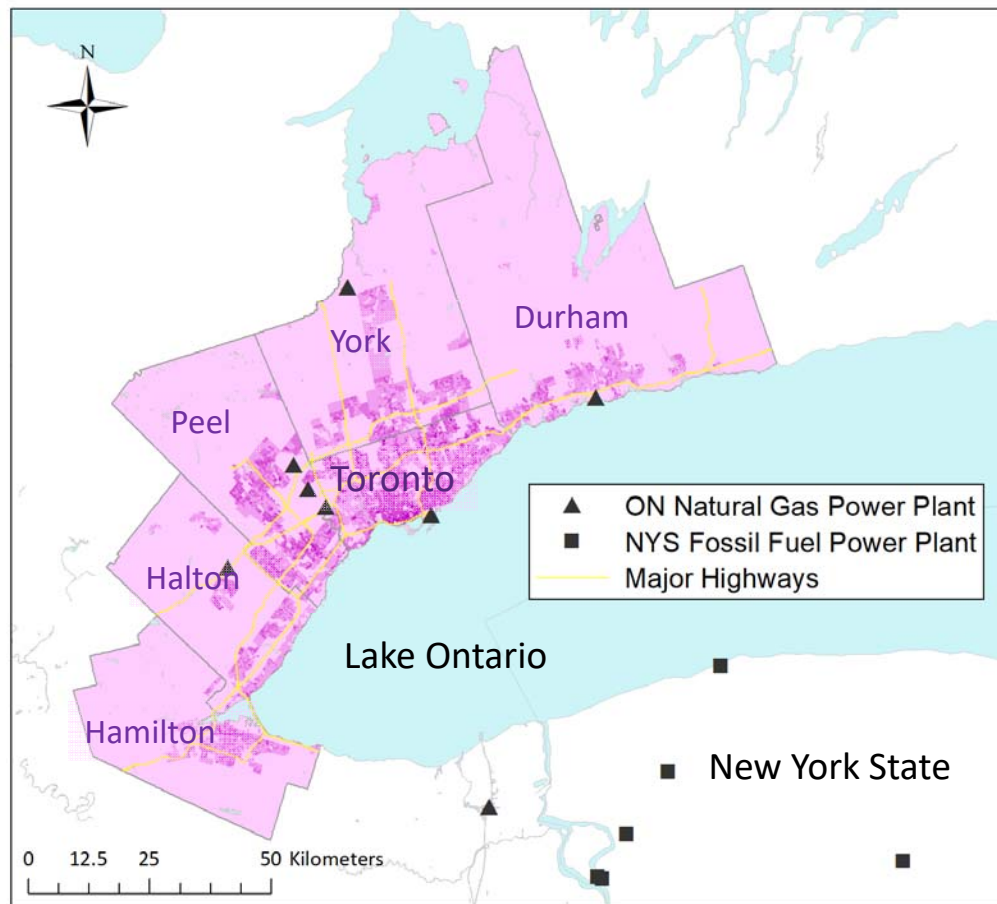 N
York
Durham
Peel
Toronto
ON Natural Gas Power Plant
NYS Fossil Fuel Power Plant
Major Highways
Halton
Lake Ontario
Hamilton
New York State
0 12.5 25 50 Kilometers